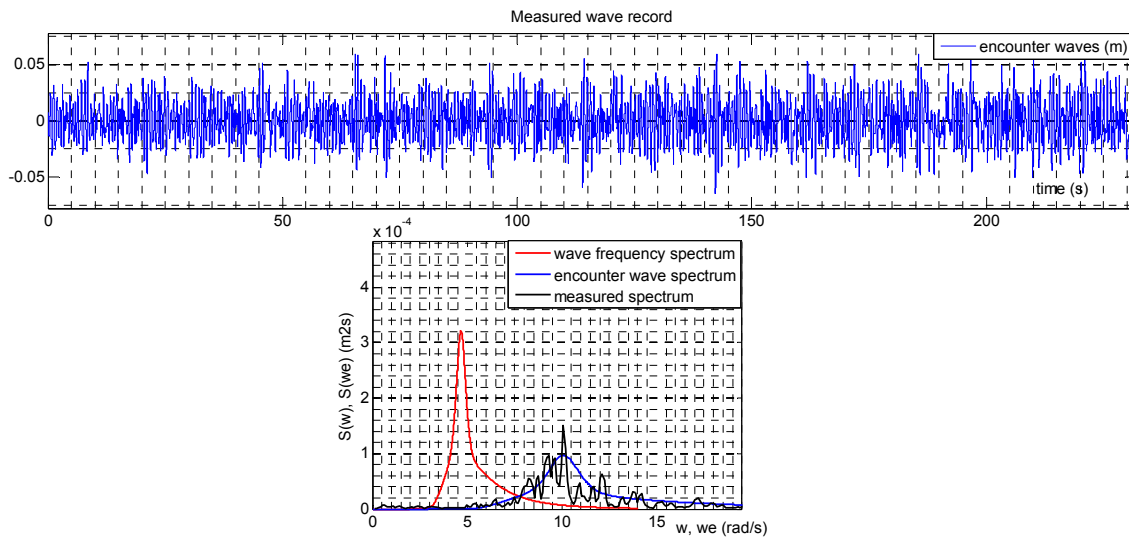 Measured wave record
encounter waves (m)
0.05
0
-0.05
time (s)
0 50 100 150 200
x 10⁻⁴
wave frequency spectrum
encounter wave spectrum
measured spectrum
4
3
2
1
0
S(w), S(we) (m2s)
0 5 10 15
w, we (rad/s)